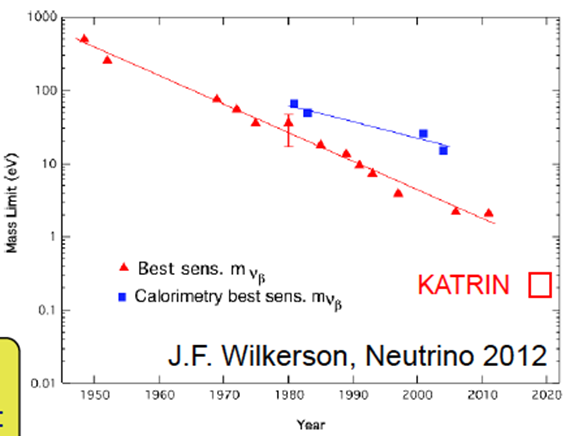 1000
100
10
1
0.1
0.01
Mass Limit (eV)
▲ Best sens. m νβ
■ Calorimetry best sens. mνβ
KATRIN □
J.F. Wilkerson, Neutrino 2012
1950 1960 1970 1980 1990 2000 2010 2020
Year